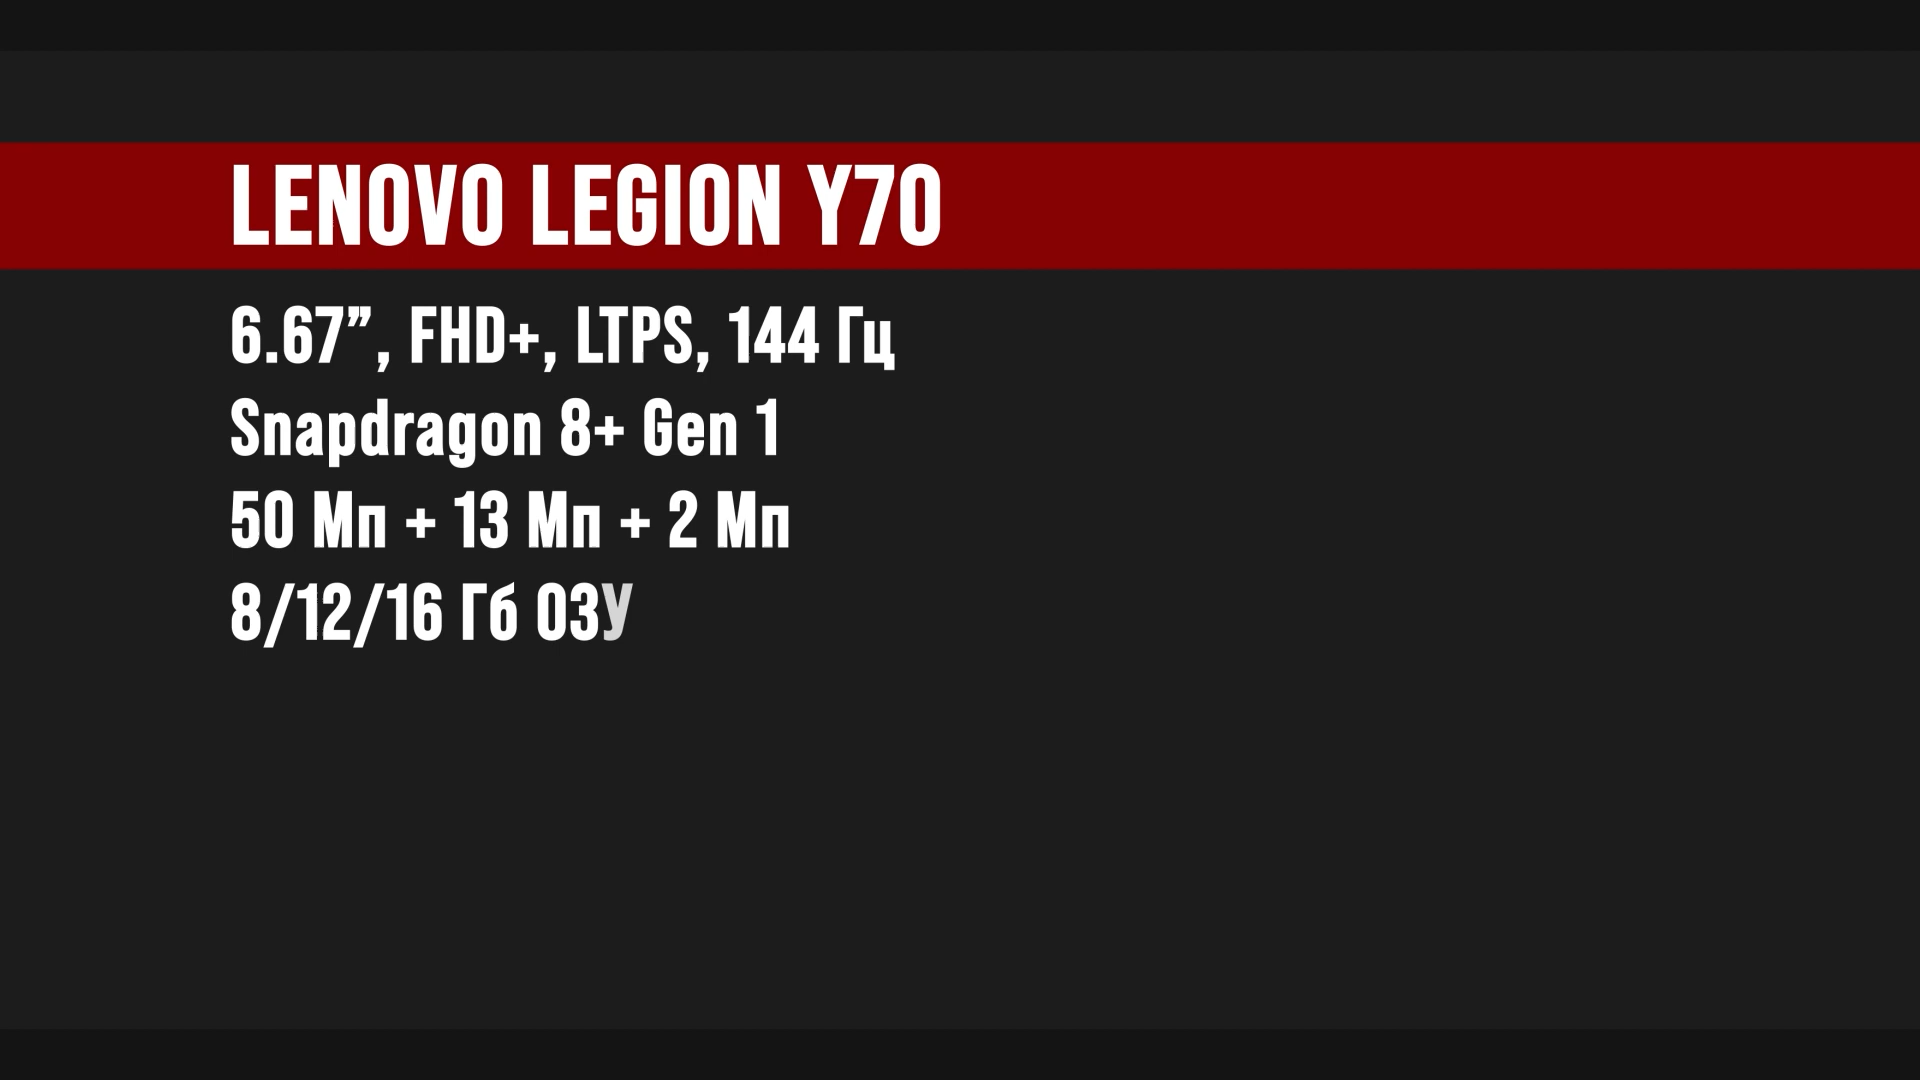 LENOVO LEGION Y70
6.67”, FHD+, LTPS, 144 Гц
Snapdragon 8+ Gen 1
50 Мп + 13 Мп + 2 Мп
8/12/16 Гб ОЗУ